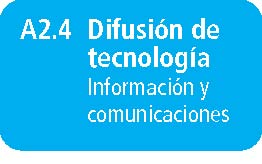 A2.4 Difusión de
tecnología
Información y
comunicaciones